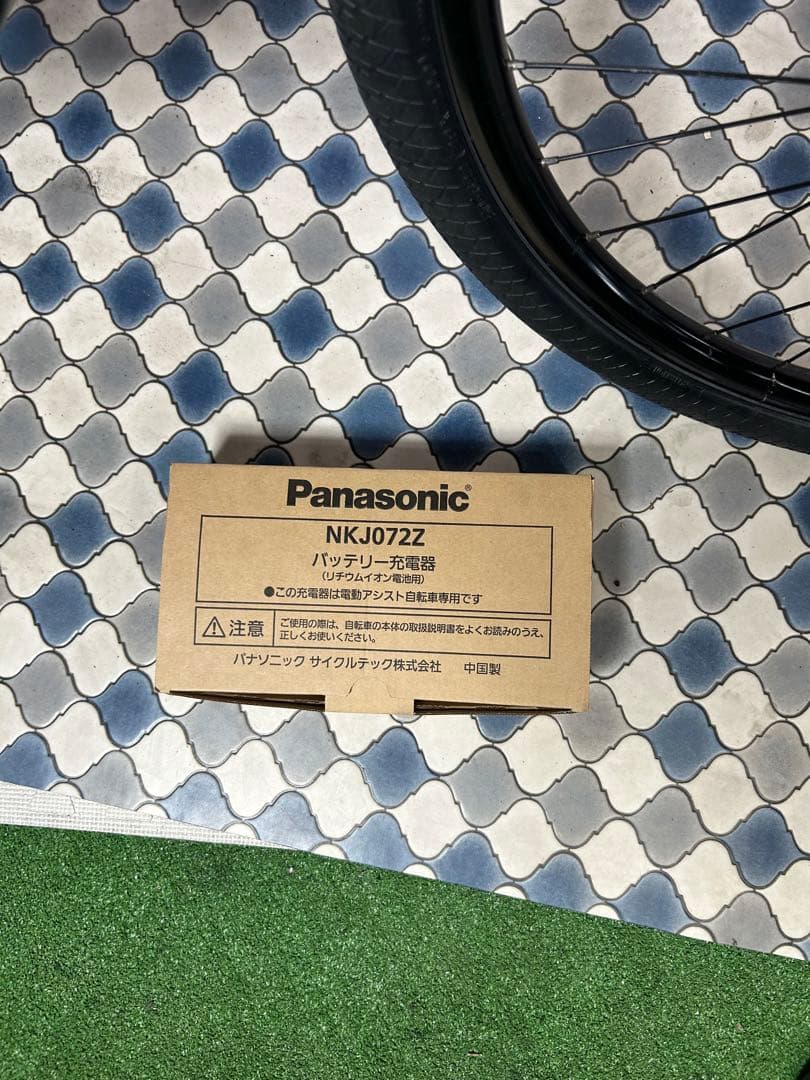 Panasonic®
NKJ072Z
バッテリー充電器
(リチウムイオン電池用)
●この充電器は電動アシスト自転車専用です
⚠注意
ご使用の際は、自転車の本体の取扱説明書をよくお読みのうえ、
正しくお使いください。
パナソニック サイクルテック株式会社 中国製